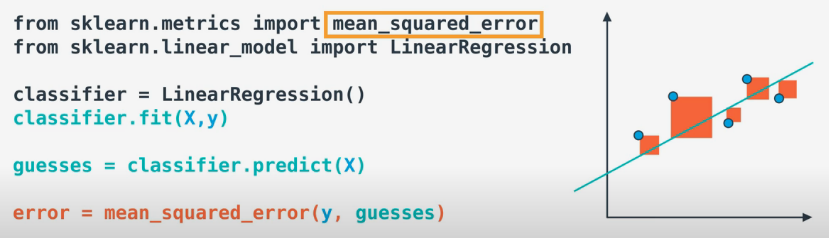 from sklearn.metrics import mean_squared_error
from sklearn.linear_model import LinearRegression
classifier = LinearRegression()
classifier.fit(X,y)
guesses = classifier.predict(X)
error = mean_squared_error(y, guesses)